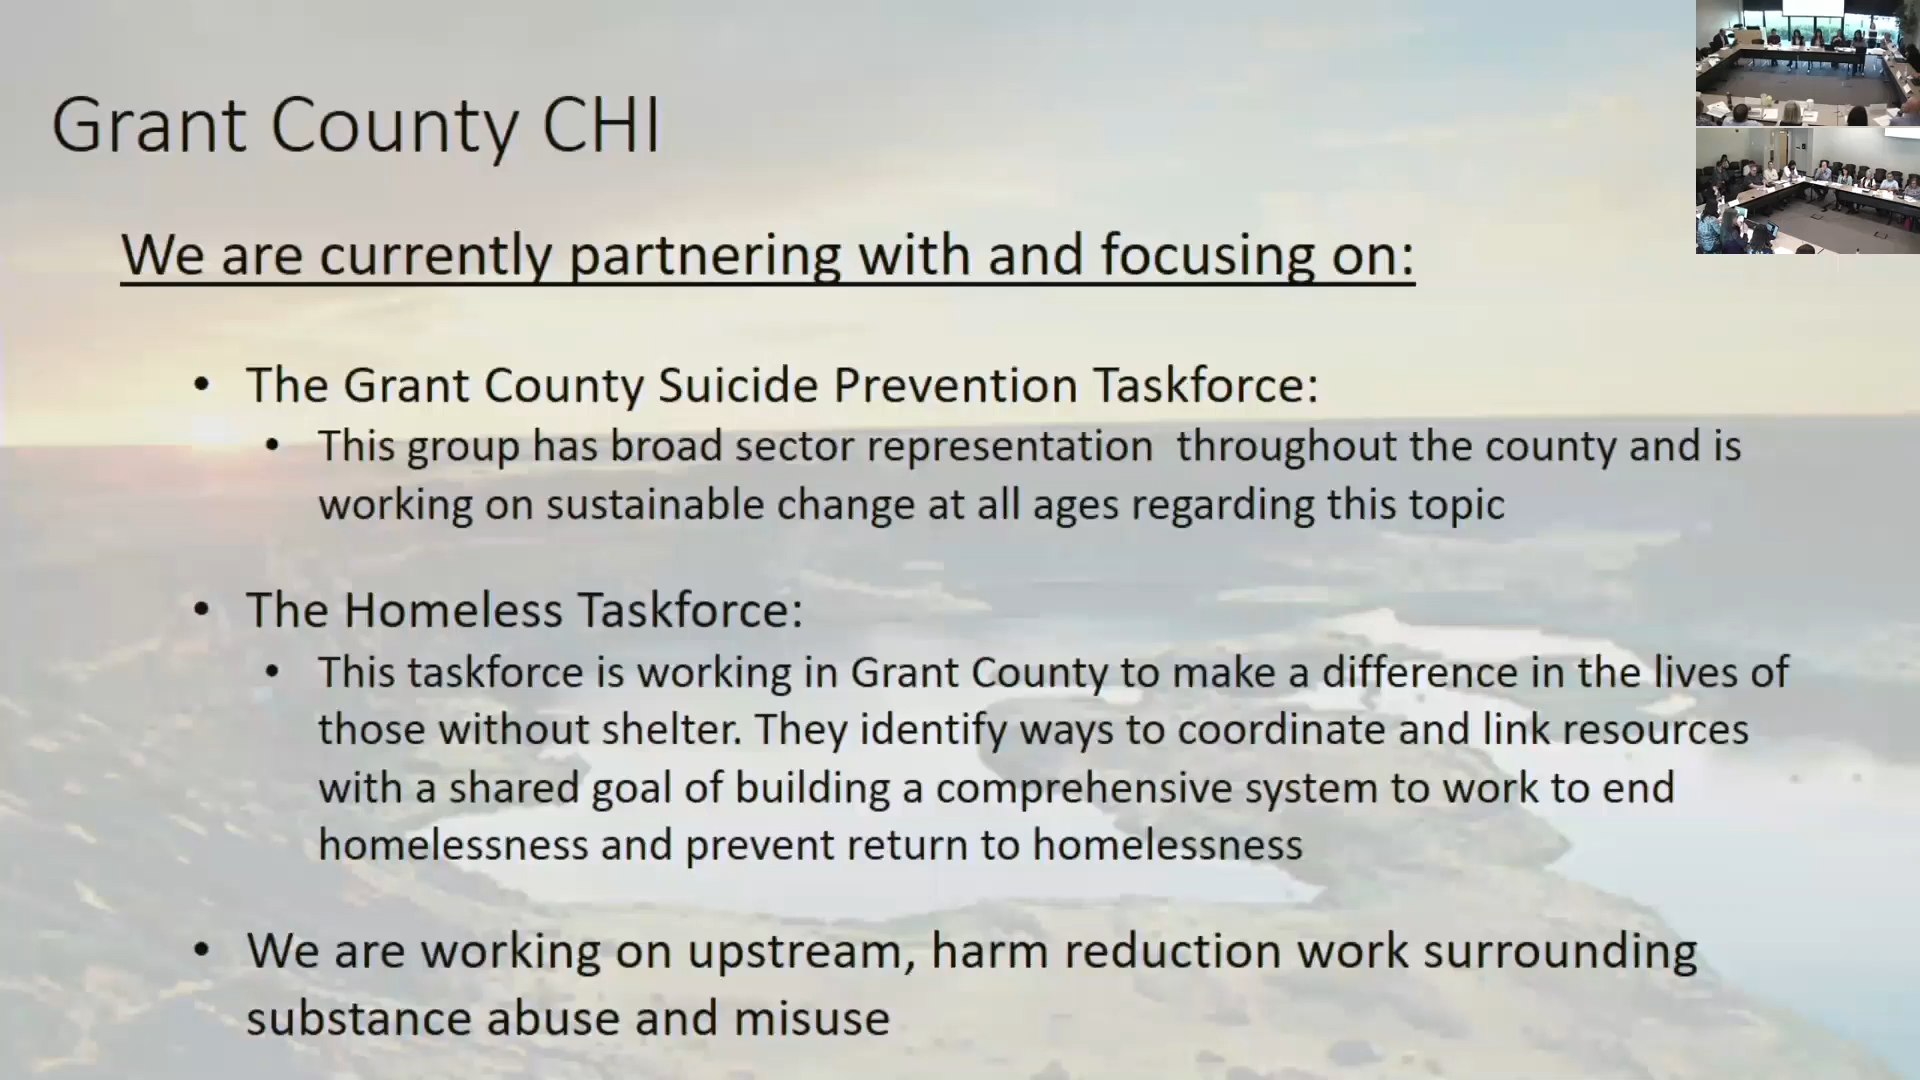 Grant County CHI
We are currently partnering with and focusing on:
• The Grant County Suicide Prevention Taskforce:
• This group has broad sector representation  throughout the county and is
working on sustainable change at all ages regarding this topic
• The Homeless Taskforce:
• This taskforce is working in Grant County to make a difference in the lives of
those without shelter. They identify ways to coordinate and link resources
with a shared goal of building a comprehensive system to work to end
homelessness and prevent return to homelessness
• We are working on upstream, harm reduction work surrounding
substance abuse and misuse